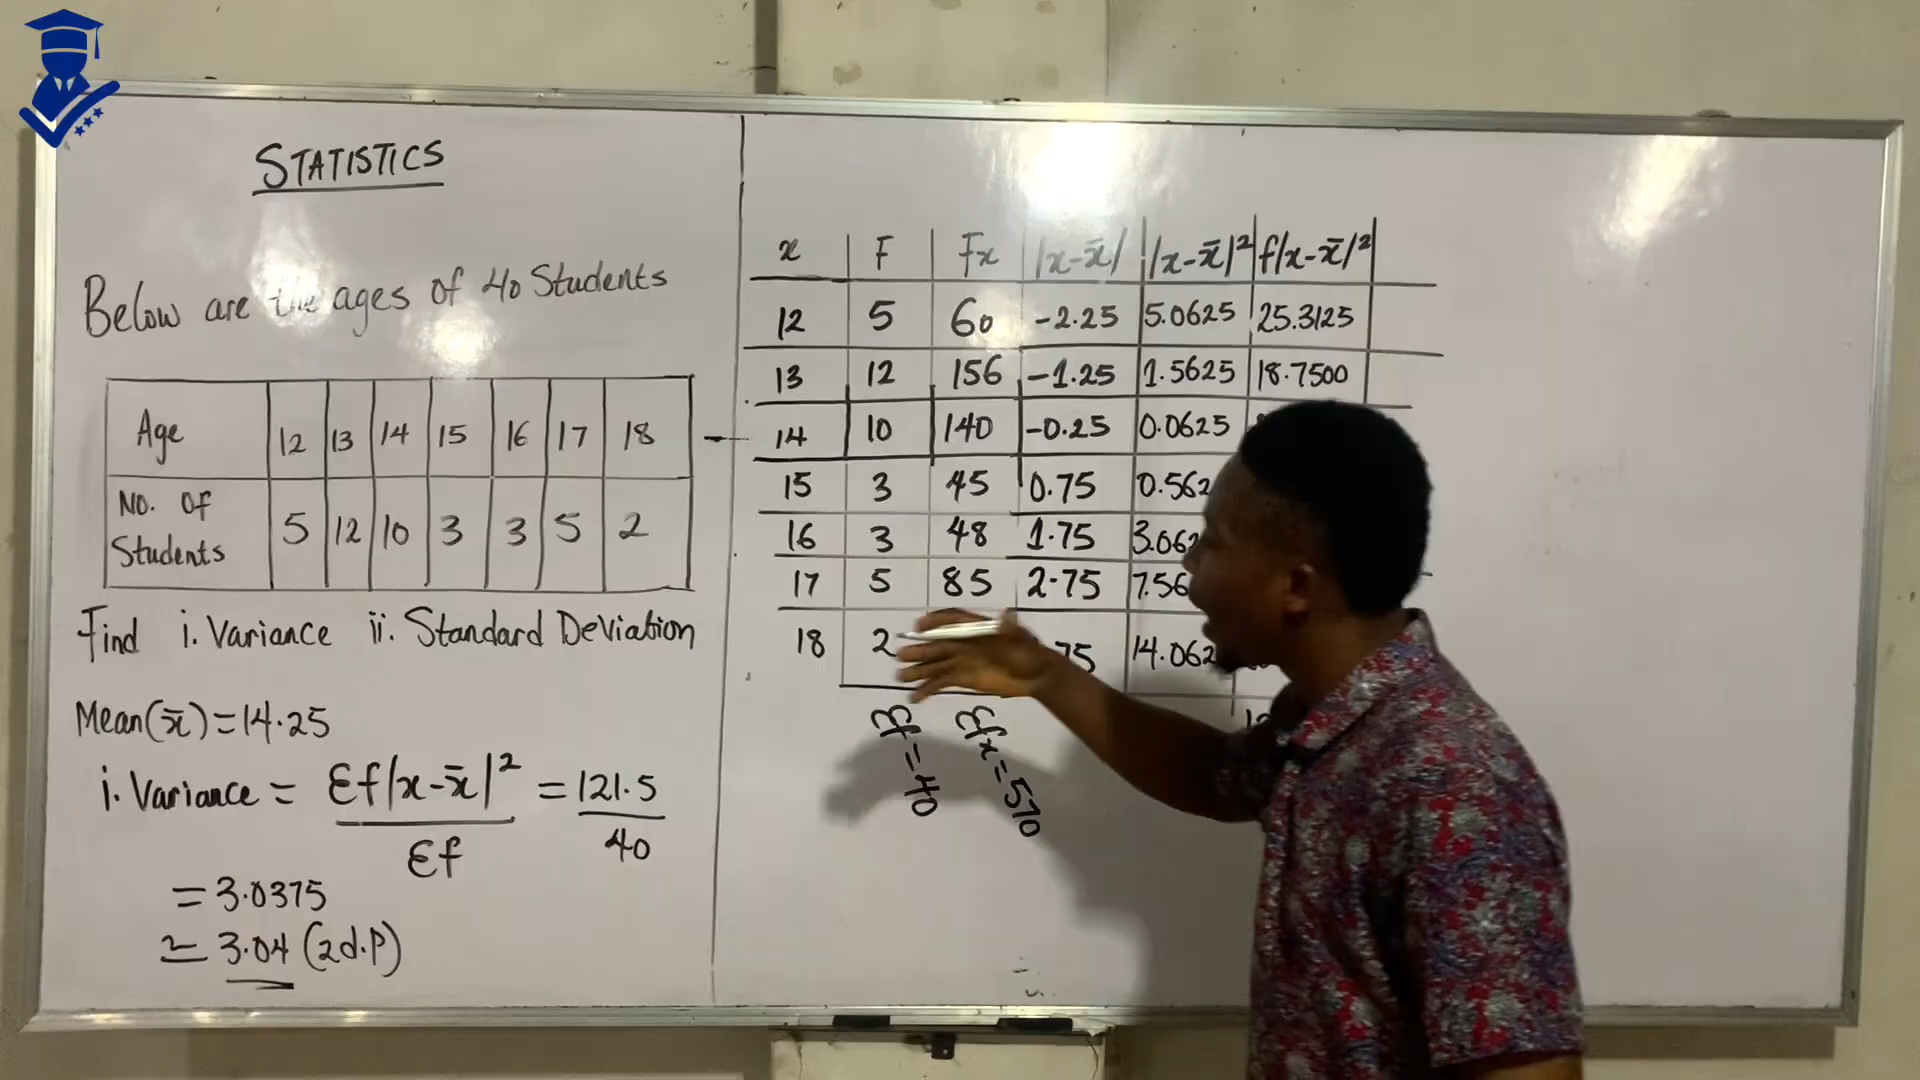 STATISTICS
Below are the ages of 40 Students
Age 12 13 14 15 16 17 18
No. Of Students 5 12 10 3 3 5 2
Find i. Variance ii. Standard Deviation
Mean(x̄)=14.25
i. Variance = Ɛf|x-x̄|² / Ɛf = 121.5 / 40
= 3.0375
≃ 3.04 (2d.P)
x F Fx |x-x̄| |x-x̄|² f|x-x̄|²
12 5 60 -2.25 5.0625 25.3125
13 12 156 -1.25 1.5625 18.7500
14 10 140 -0.25 0.0625
15 3 45 0.75 0.562
16 3 48 1.75 3.062
17 5 85 2.75 7.56
18 2 75 14.062
Ɛf=40 Ɛfx=570